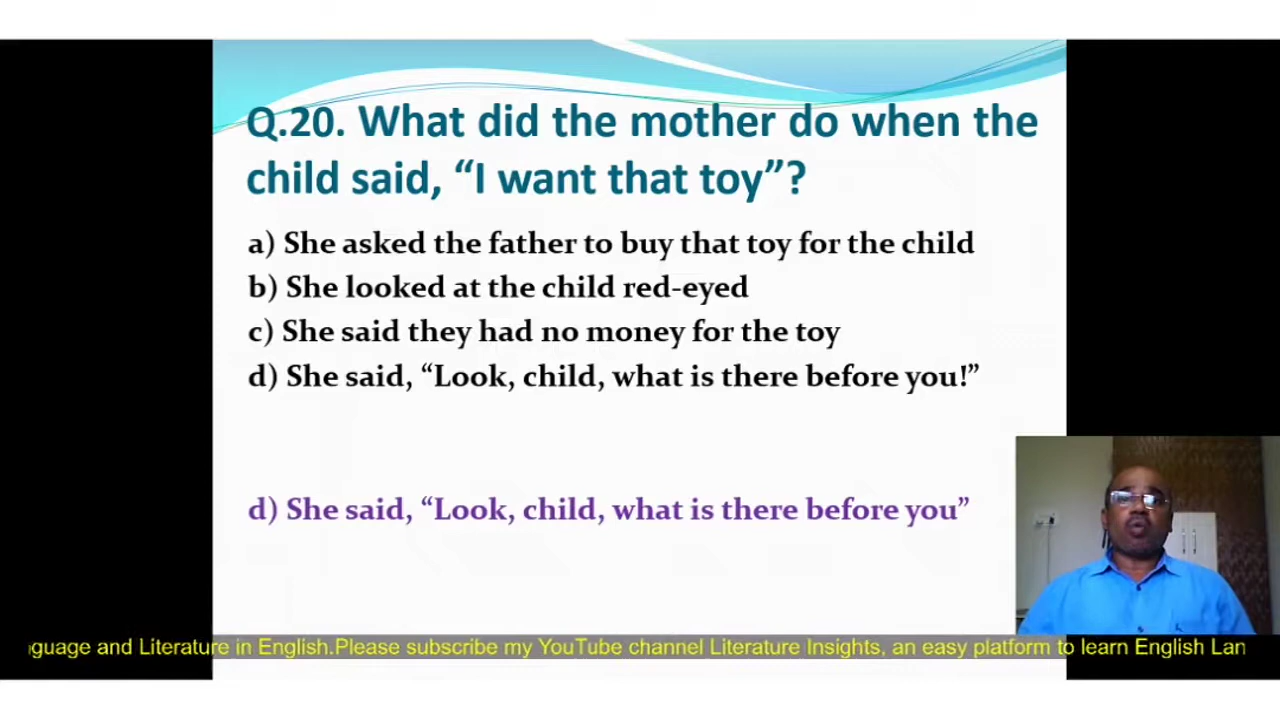 Q.20. What did the mother do when the
child said, “I want that toy”?
a) She asked the father to buy that toy for the child
b) She looked at the child red-eyed
c) She said they had no money for the toy
d) She said, “Look, child, what is there before you!”
d) She said, “Look, child, what is there before you”
guage and Literature in English.Please subscribe my YouTube channel Literature Insights, an easy platform to learn English Lan